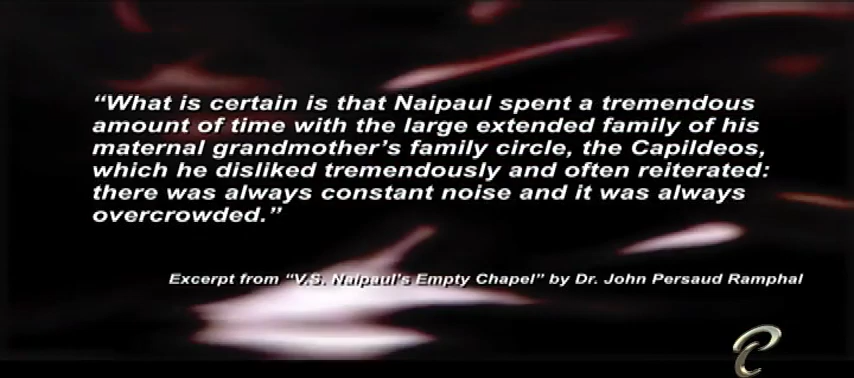 “What is certain is that Naipaul spent a tremendous
amount of time with the large extended family of his
maternal grandmother’s family circle, the Capildeos,
which he disliked tremendously and often reiterated:
there was always constant noise and it was always
overcrowded.”
Excerpt from “V.S. Naipaul’s Empty Chapel” by Dr. John Persaud Ramphal